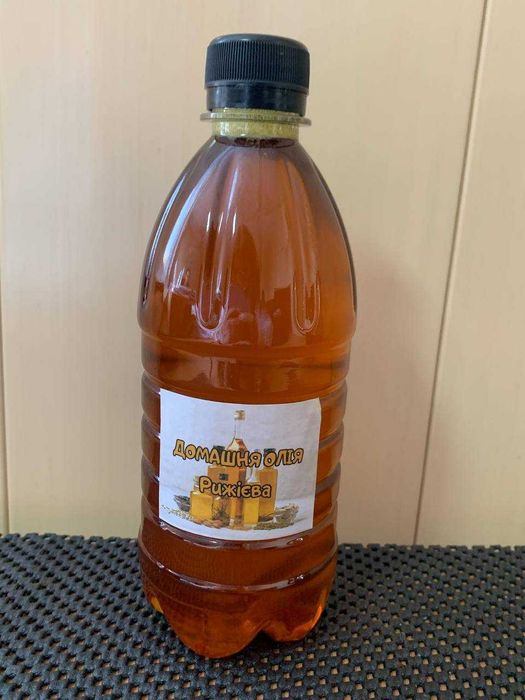 Домашня олія
Рижієва